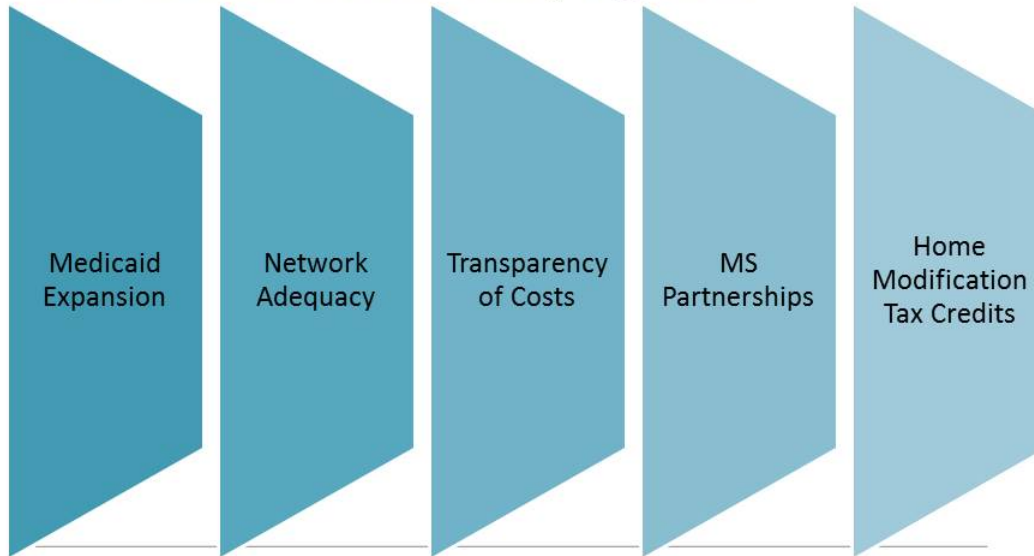 Medicaid
Expansion
Network
Adequacy
Transparency
of Costs
MS
Partnerships
Home
Modification
Tax Credits